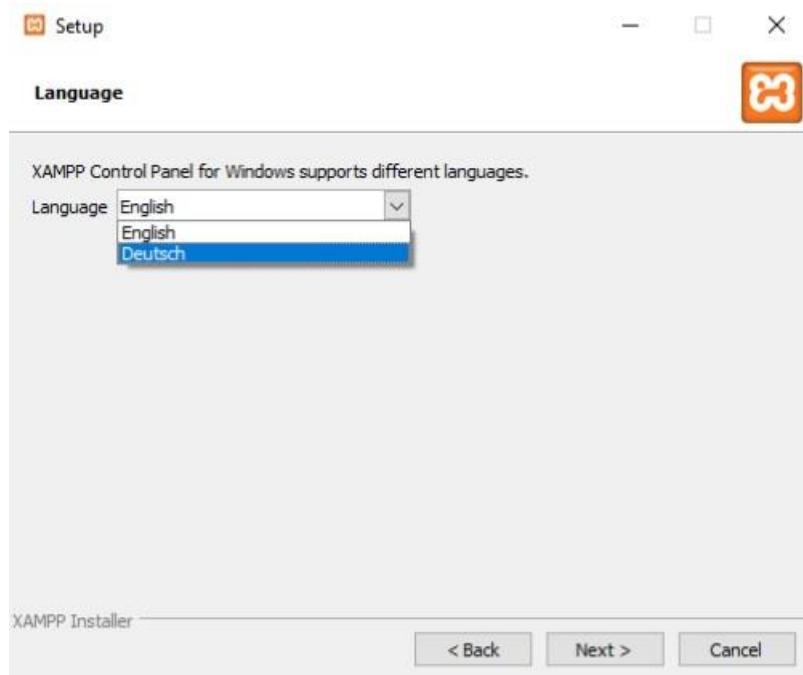 Setup
Language
XAMPP Control Panel for Windows supports different languages.
Language English
English
Deutsch
XAMPP Installer
< Back Next > Cancel